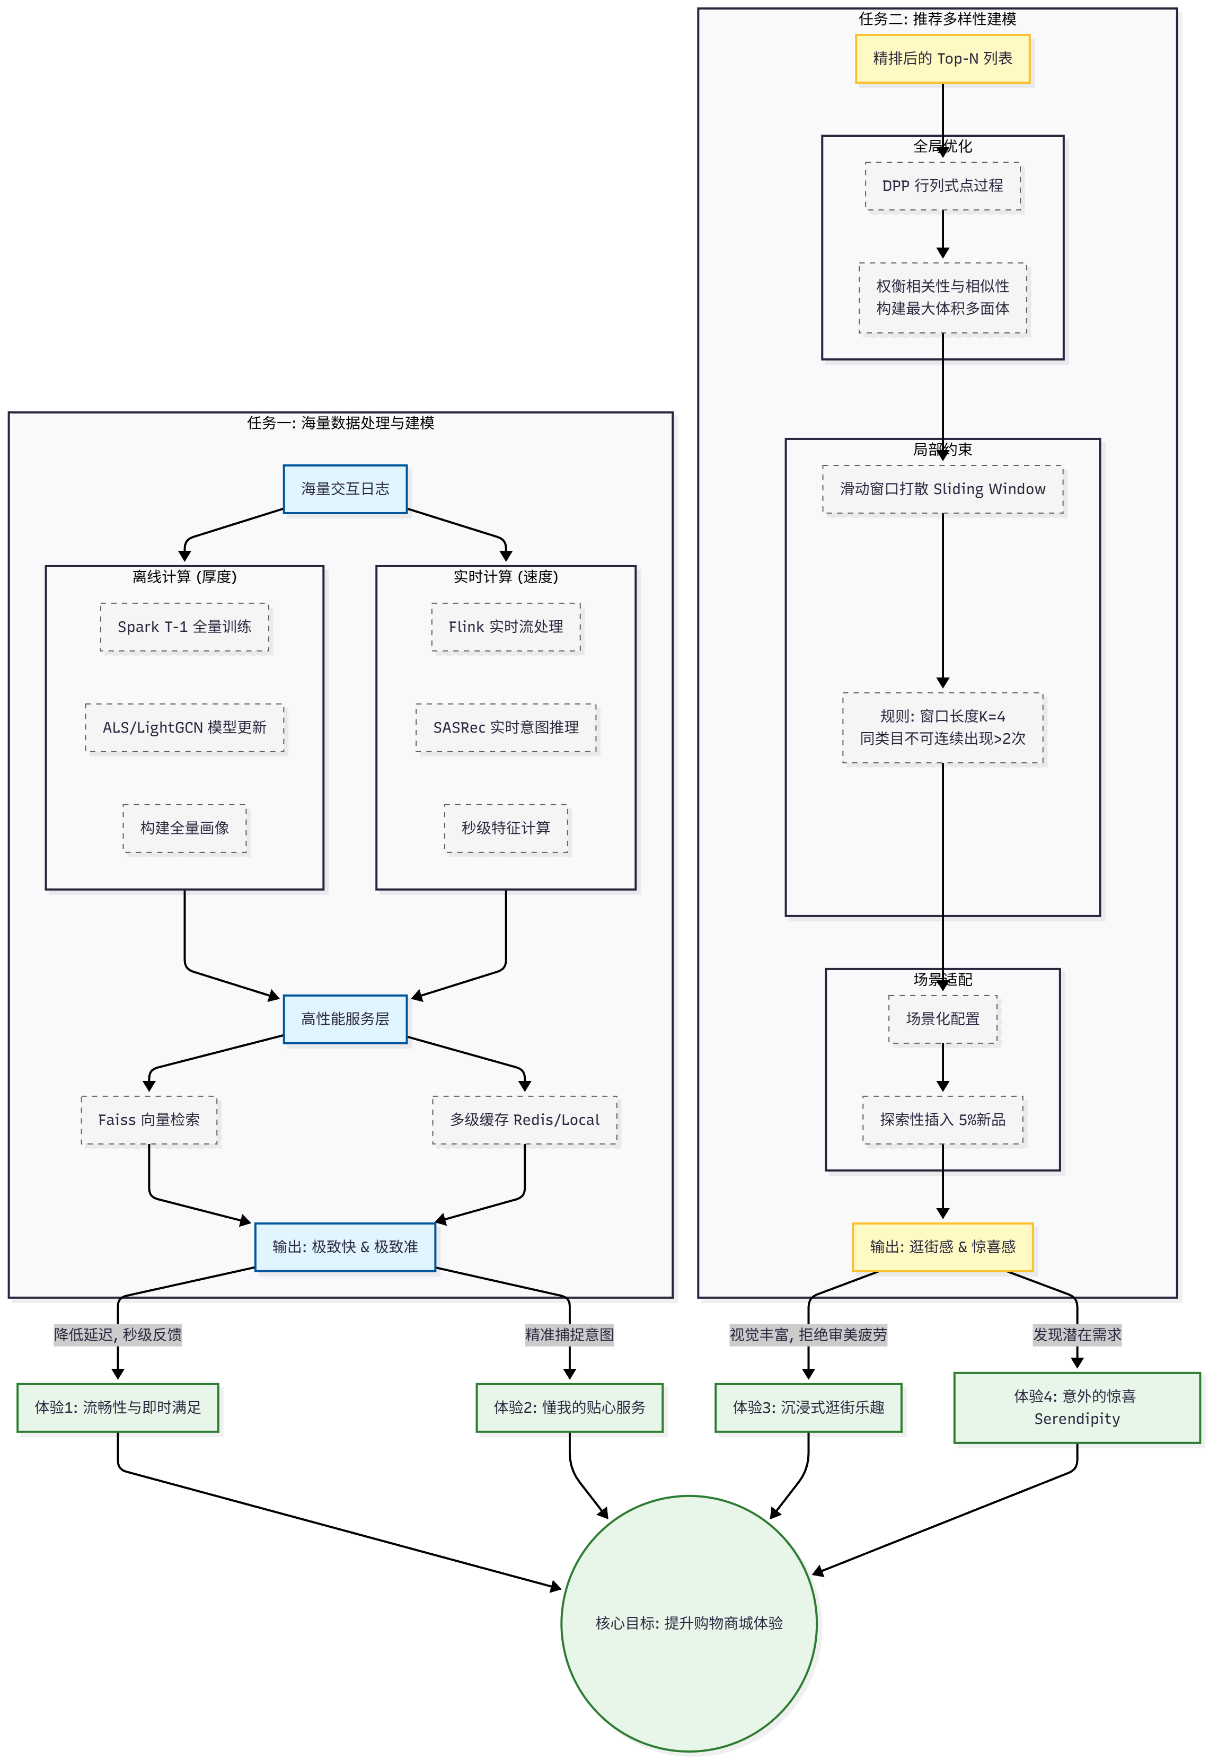 任务二: 推荐多样性建模
精排后的 Top-N 列表
全局优化
DPP 行列式点过程
权衡相关性与相似性
构建最大体积多面体
局部约束
滑动窗口打散 Sliding Window
规则: 窗口长度K=4
同类目不可连续出现>2次
场景适配
场景化配置
探索性插入 5%新品
输出: 逛街感 & 惊喜感
任务一: 海量数据处理与建模
海量交互日志
离线计算 (厚度)
Spark T-1 全量训练
ALS/LightGCN 模型更新
构建全量画像
实时计算 (速度)
Flink 实时流处理
SASRec 实时意图推理
秒级特征计算
高性能服务层
Faiss 向量检索
多级缓存 Redis/Local
输出: 极致快 & 极致准
降低延迟, 秒级反馈
精准捕捉意图
视觉丰富, 拒绝审美疲劳
发现潜在需求
体验1: 流畅性与即时满足
体验2: 懂我的贴心服务
体验3: 沉浸式逛街乐趣
体验4: 意外的惊喜
Serendipity
核心目标: 提升购物商城体验